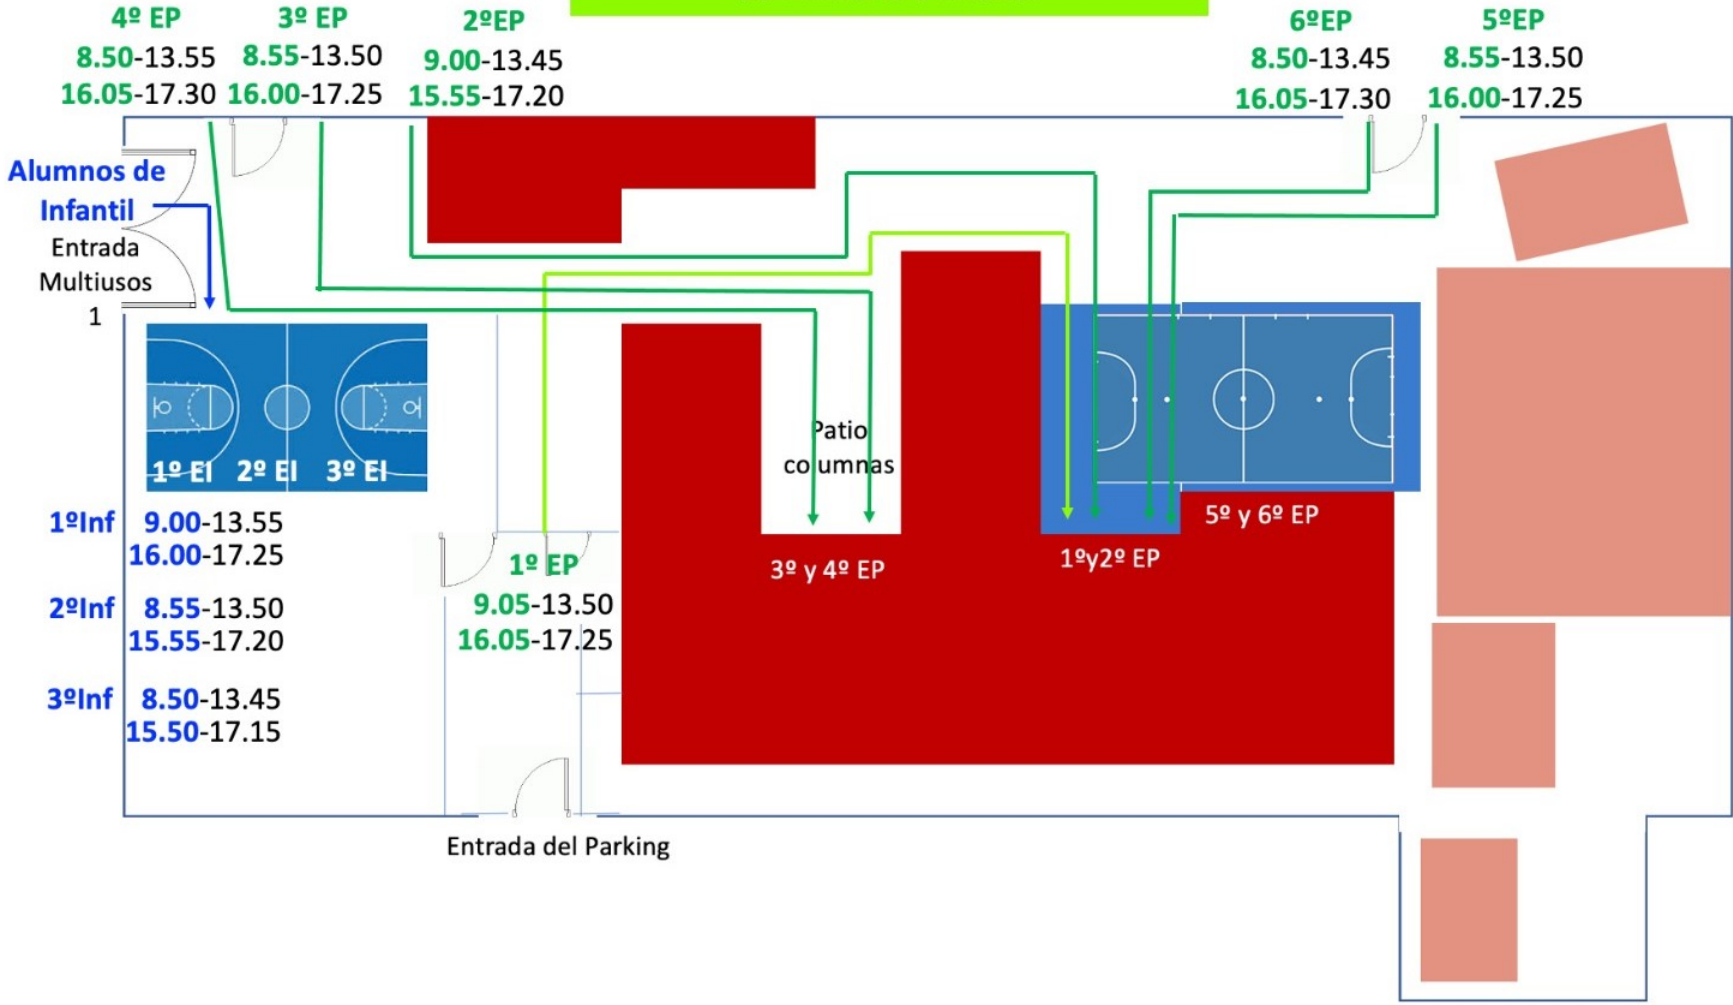 4º EP
8.50-13.55
16.05-17.30
3º EP
8.55-13.50
16.00-17.25
2ºEP
9.00-13.45
15.55-17.20
6ºEP
8.50-13.45
16.05-17.30
5ºEP
8.55-13.50
16.00-17.25
Alumnos de
Infantil
Entrada
Multiusos
1
1º EI 2º EI 3º EI
Patio
columnas
1ºInf 9.00-13.55
16.00-17.25
2ºInf 8.55-13.50
15.55-17.20
3ºInf 8.50-13.45
15.50-17.15
1º EP
9.05-13.50
16.05-17.25
3º y 4º EP
1ºy2º EP
5º y 6º EP
Entrada del Parking